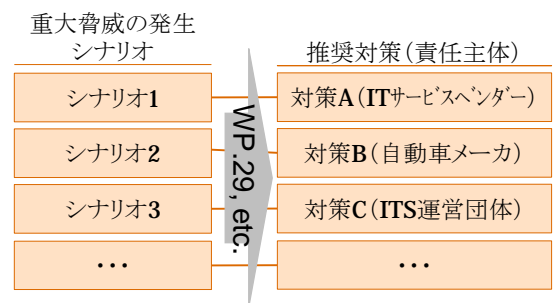 重大脅威の発生
シナリオ
推奨対策（責任主体）
シナリオ1
対策A（ITサービスベンダー）
シナリオ2
対策B（自動車メーカ）
シナリオ3
対策C（ITS運営団体）
・・・
・・・
WP.29, etc.